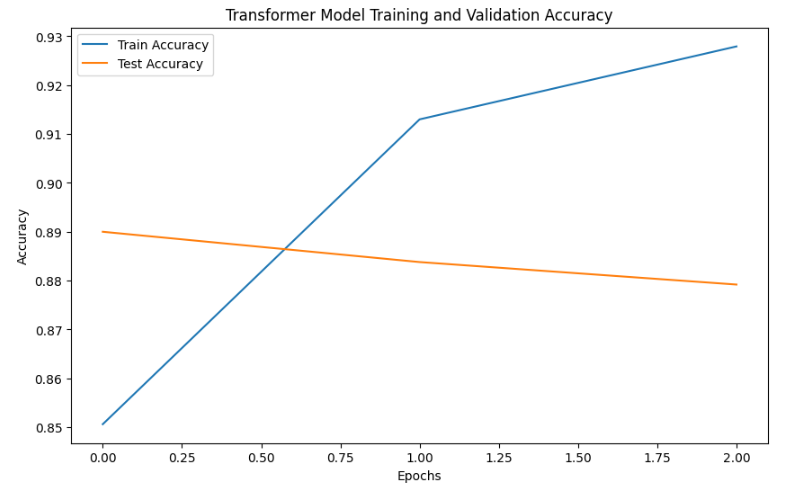 Transformer Model Training and Validation Accuracy
Train Accuracy
Test Accuracy
0.93
0.92
0.91
0.90
0.89
0.88
0.87
0.86
0.85
Accuracy
0.00 0.25 0.50 0.75 1.00 1.25 1.50 1.75 2.00
Epochs